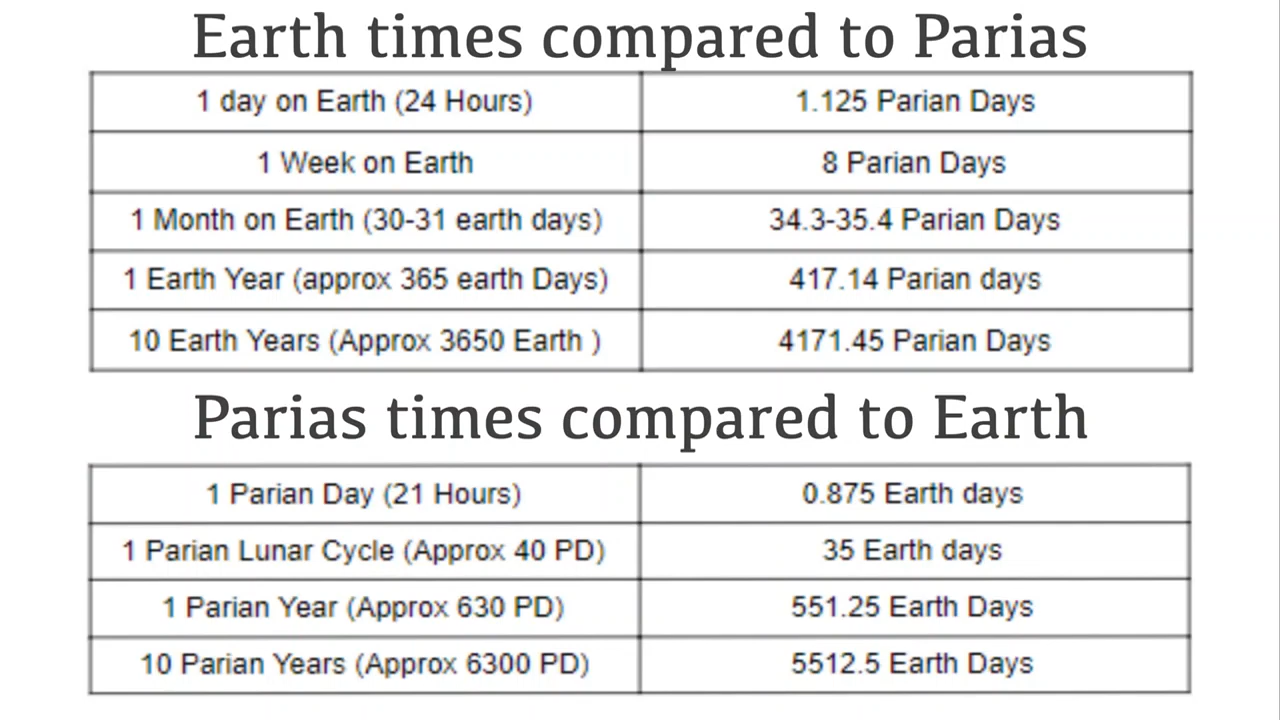 Earth times compared to Parias
1 day on Earth (24 Hours) 1.125 Parian Days
1 Week on Earth 8 Parian Days
1 Month on Earth (30-31 earth days) 34.3-35.4 Parian Days
1 Earth Year (approx 365 earth Days) 417.14 Parian days
10 Earth Years (Approx 3650 Earth ) 4171.45 Parian Days
Parias times compared to Earth
1 Parian Day (21 Hours) 0.875 Earth days
1 Parian Lunar Cycle (Approx 40 PD) 35 Earth days
1 Parian Year (Approx 630 PD) 551.25 Earth Days
10 Parian Years (Approx 6300 PD) 5512.5 Earth Days